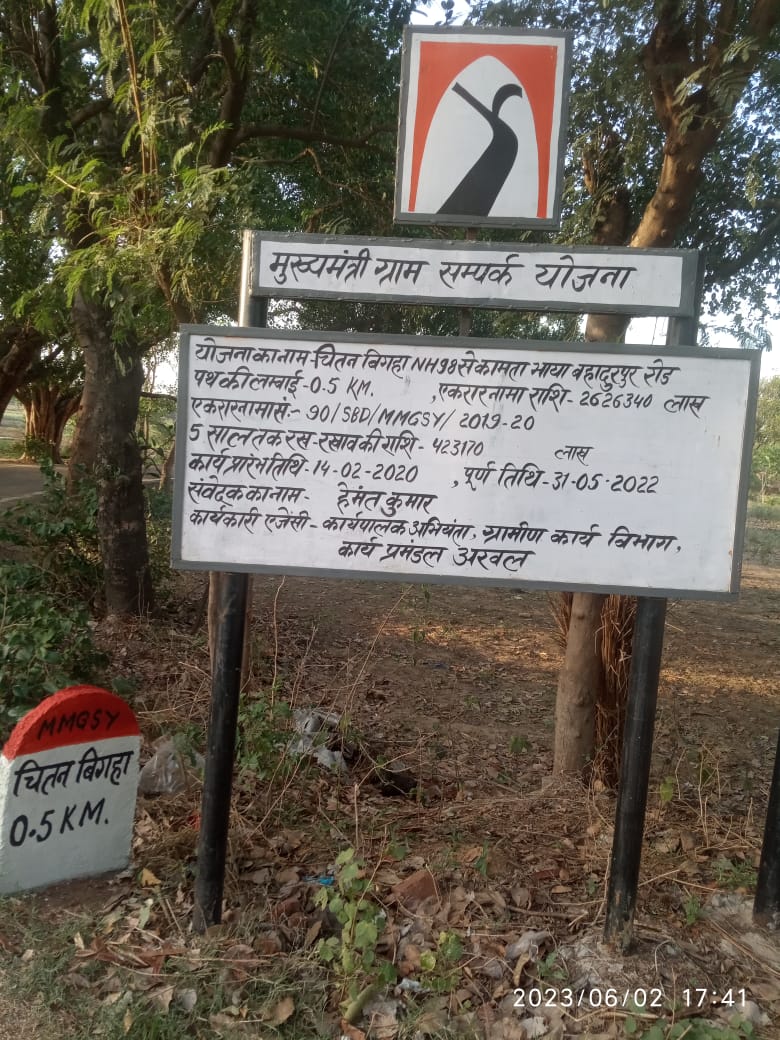 मुख्यमंत्री ग्राम सम्पर्क योजना
योजना का नाम-चितन बिगहा NH98 से कामता भाया बहादुरपुर रोड
पथ की लम्बाई-0.5 KM. ,एकरारनामा राशि-2626340 लाख
एकरारनामा सं:- 90/SBD/MMGSY/2019-20
5 साल तक रख-रखाव की राशि- 423170 लाख
कार्य प्रारंभ तिथि-14-02-2020 ,पूर्ण तिथि-31-05-2022
संवेदक का नाम- हेमंत कुमार
कार्यकारी एजेंसी-कार्यपालक अभियंता, ग्रामीण कार्य विभाग,
कार्य प्रमंडल अरवल
MMGSY
चितन बिगहा
0.5 KM.
2023/06/02 17:41